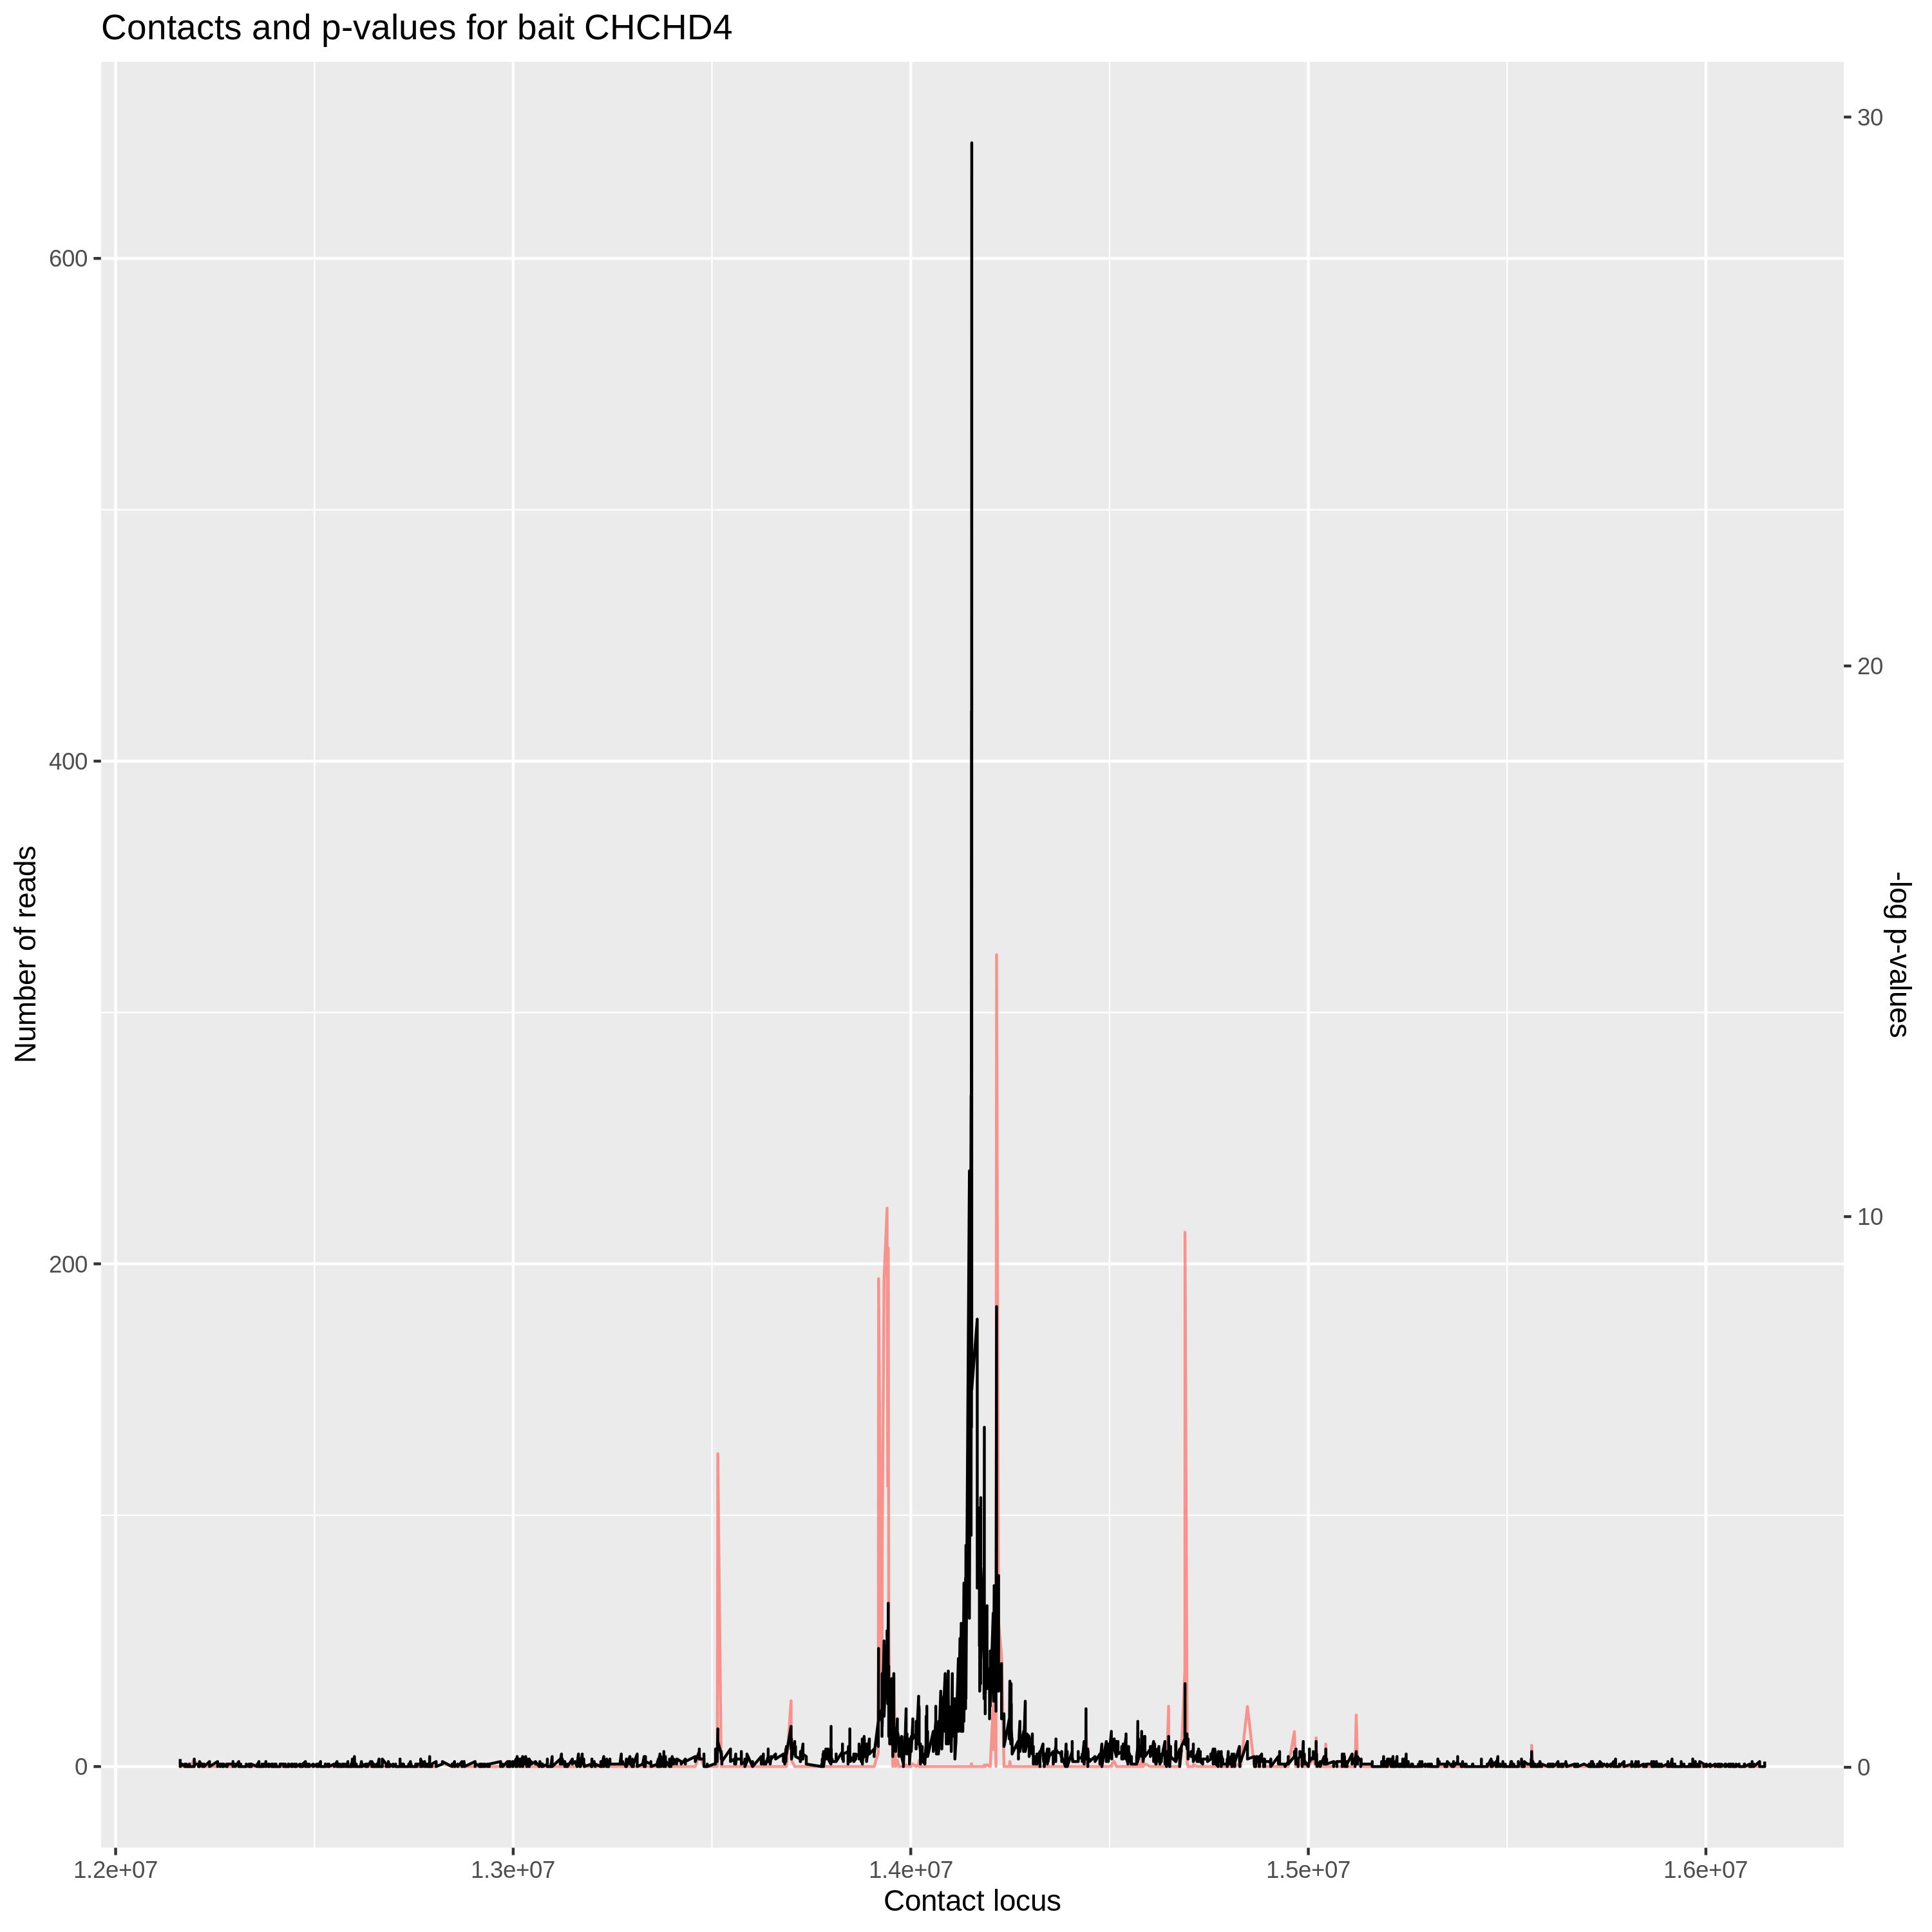 Contacts and p-values for bait CHCHD4
30
600
20
400
Number of reads
-log p-values
10
200
0
0
1.2e+07
1.3e+07
1.4e+07
1.5e+07
1.6e+07
Contact locus